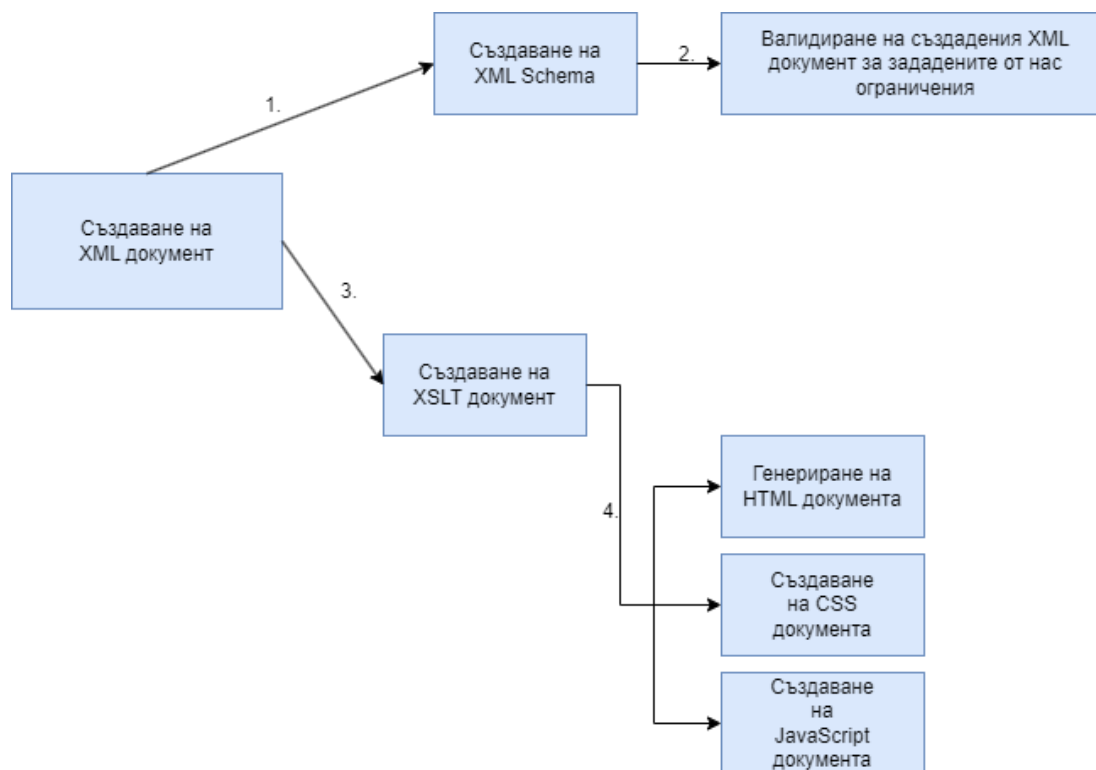 Създаване на
XML Schema
2.
Валидиране на създадения XML
документ за зададените от нас
ограничения
1.
Създаване на
XML документ
3.
Създаване на
XSLT документ
4.
Генериране на
HTML документа
Създаване
на CSS
документа
Създаване
на
JavaScript
документа